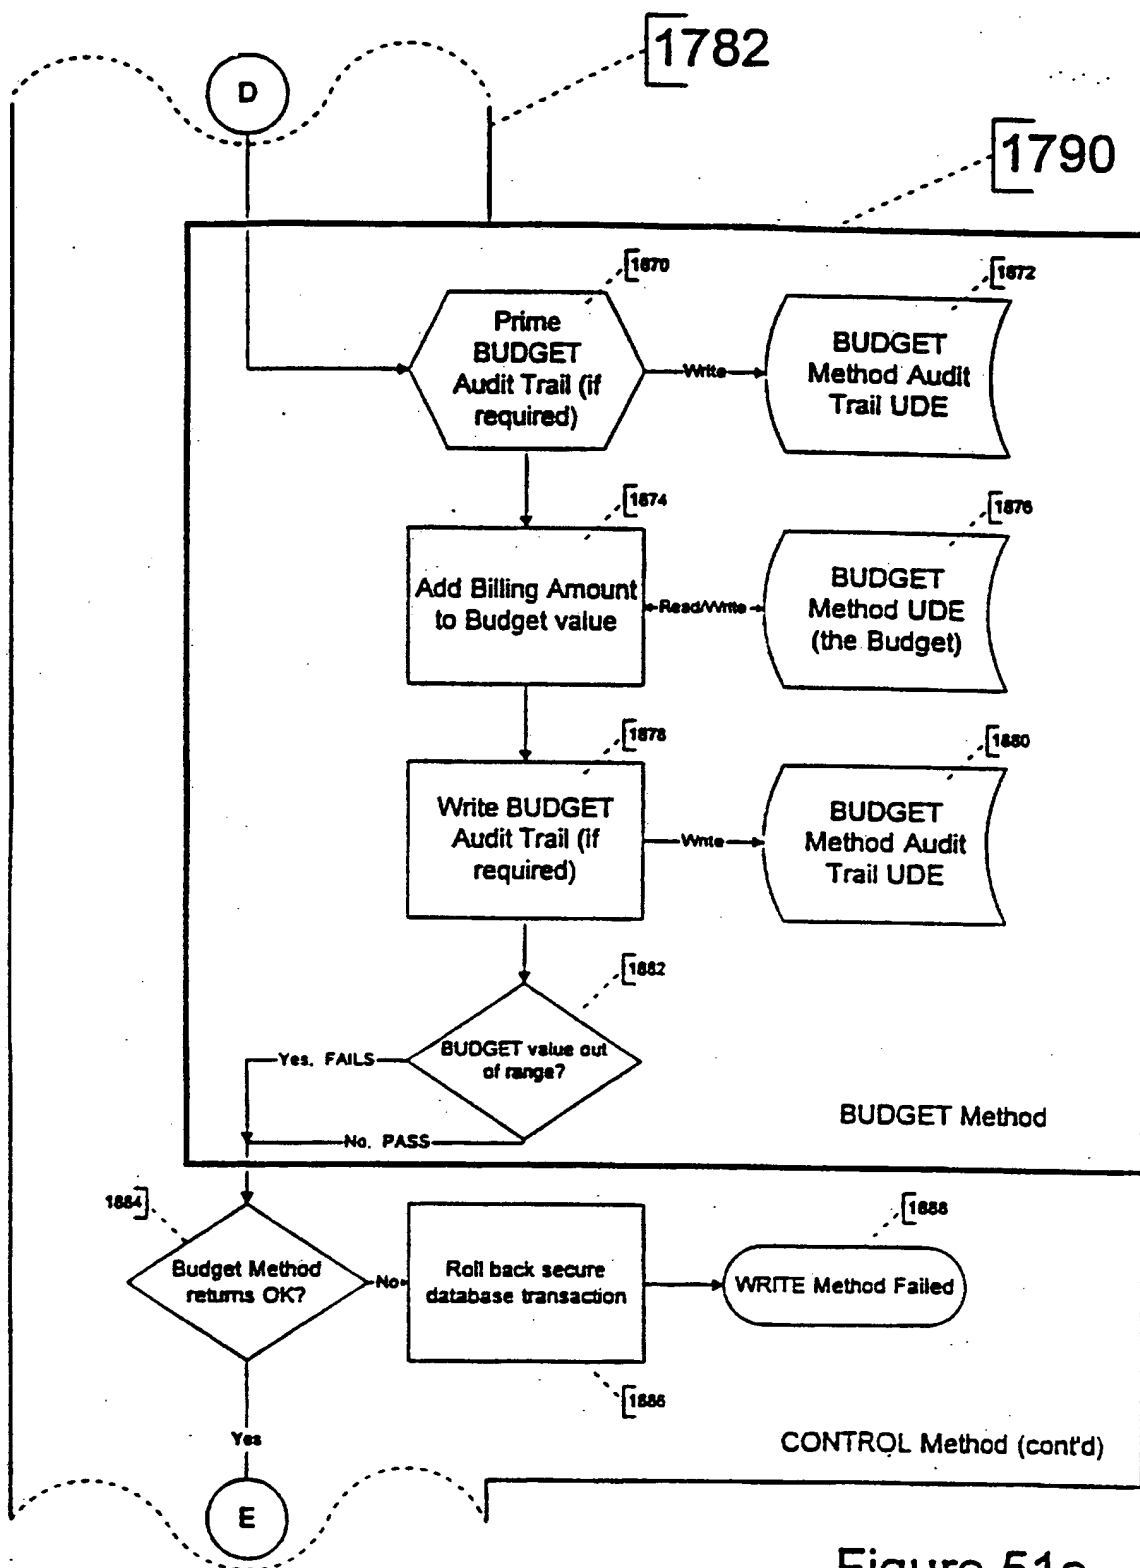 1782
D
1790
1870
1872
Prime
BUDGET
Audit Trail (if
required)
Write
BUDGET
Method Audit
Trail UDE
1874
1876
Add Billing Amount
to Budget value
Read/Write
BUDGET
Method UDE
(the Budget)
1878
1880
Write BUDGET
Audit Trail (if
required)
Write
BUDGET
Method Audit
Trail UDE
1882
BUDGET value out
of range?
Yes, FAILS
No, PASS
BUDGET Method
1884
1888
Budget Method
returns OK?
No
Roll back secure
database transaction
WRITE Method Failed
1886
Yes
CONTROL Method (cont'd)
E
Figure